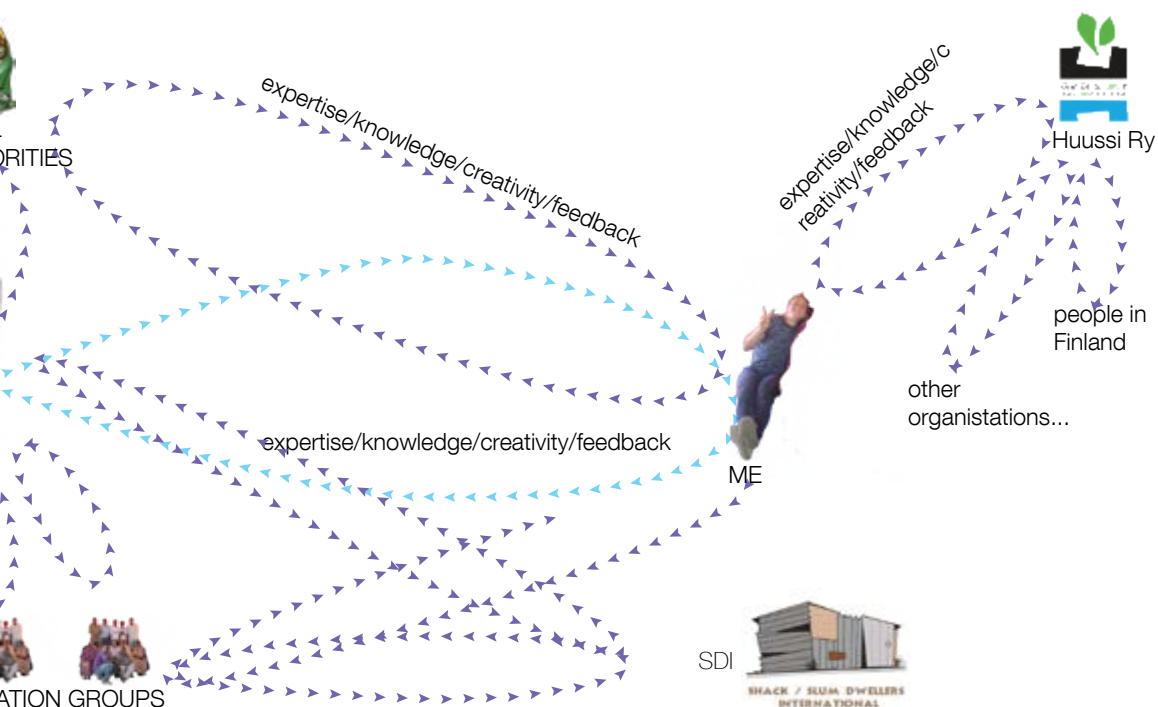 expertise/knowledge/creativity/feedback
expertise/knowledge/c
reativity/feedback
Huussi Ry
ORITIES
people in
Finland
other
organistations...
expertise/knowledge/creativity/feedback
ME
SDI
SHACK / SLUM DWELLERS
INTERNATIONAL
ATION GROUPS